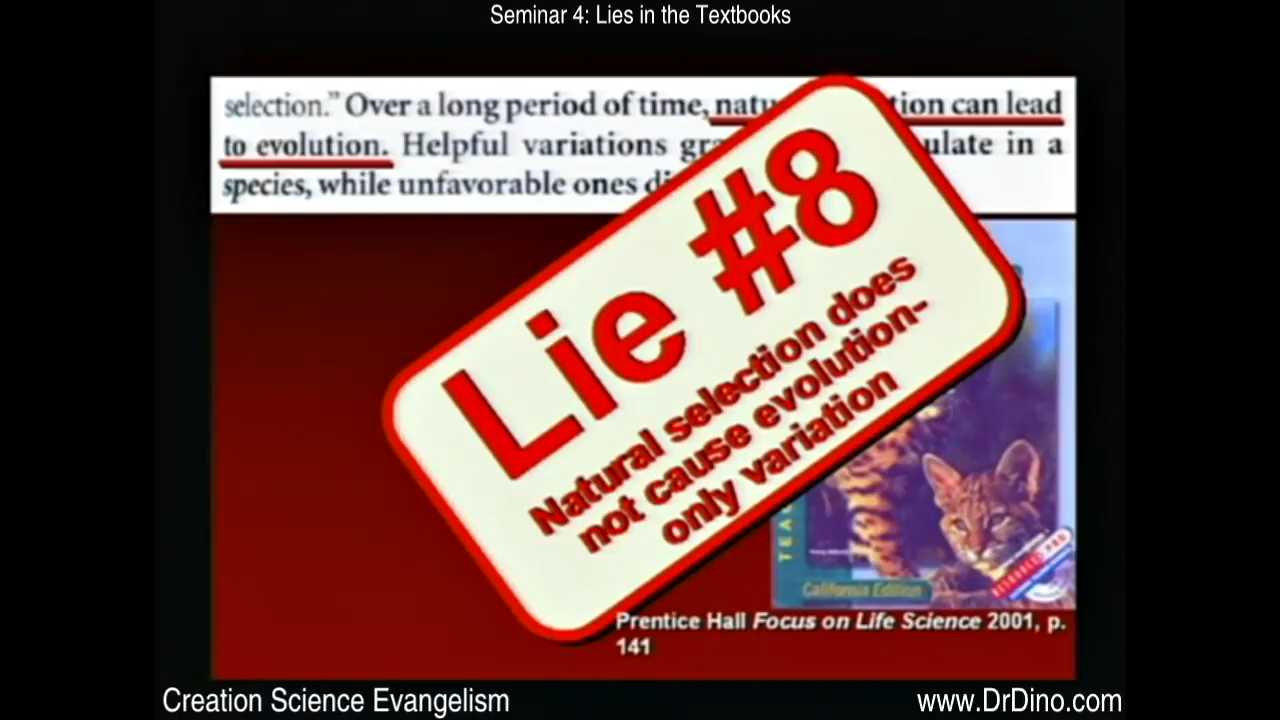 Seminar 4: Lies in the Textbooks
selection." Over a long period of time, natu tion can lead
to evolution. Helpful variations gra ulate in a
species, while unfavorable ones di
Lie #8
Natural selection does
not cause evolution-
only variation
TEA
California Edition
Prentice Hall Focus on Life Science 2001, p.
141
Creation Science Evangelism
www.DrDino.com